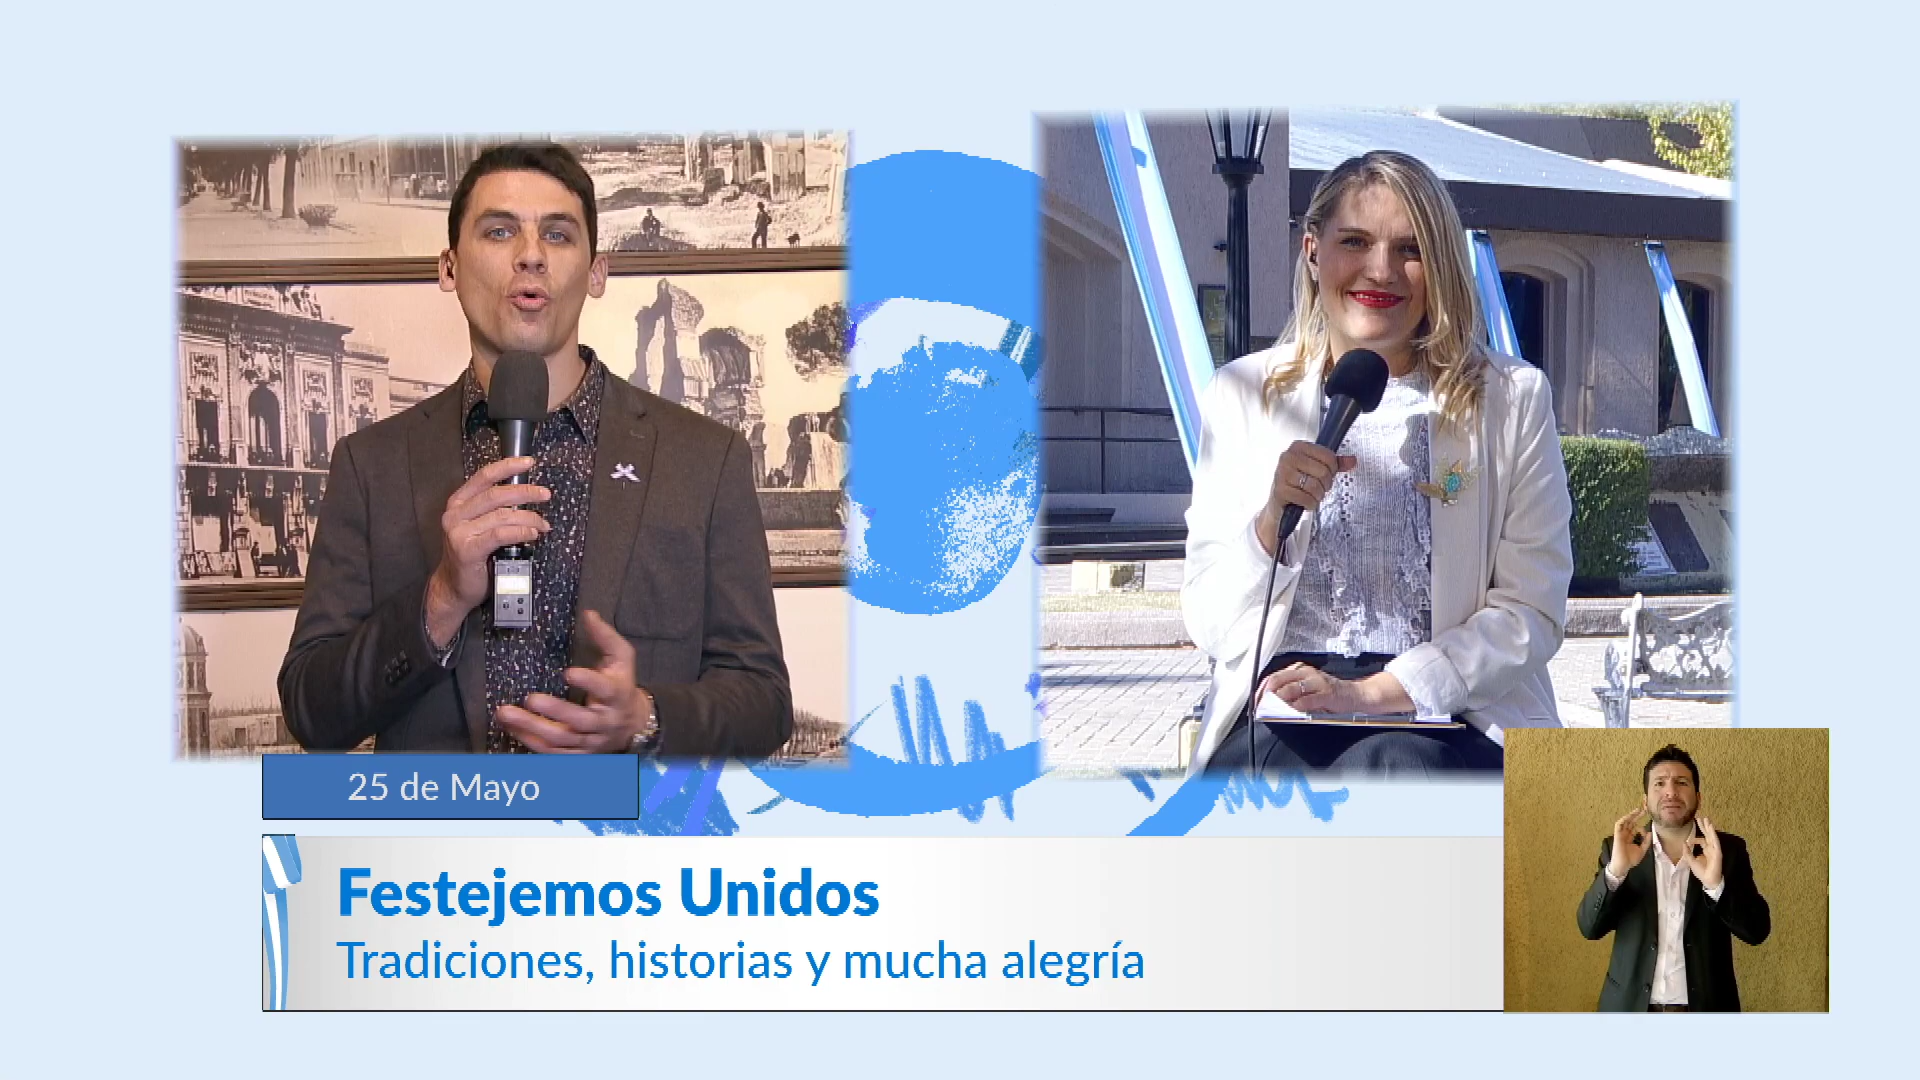 25 de Mayo
Festejemos Unidos
Tradiciones, historias y mucha alegría